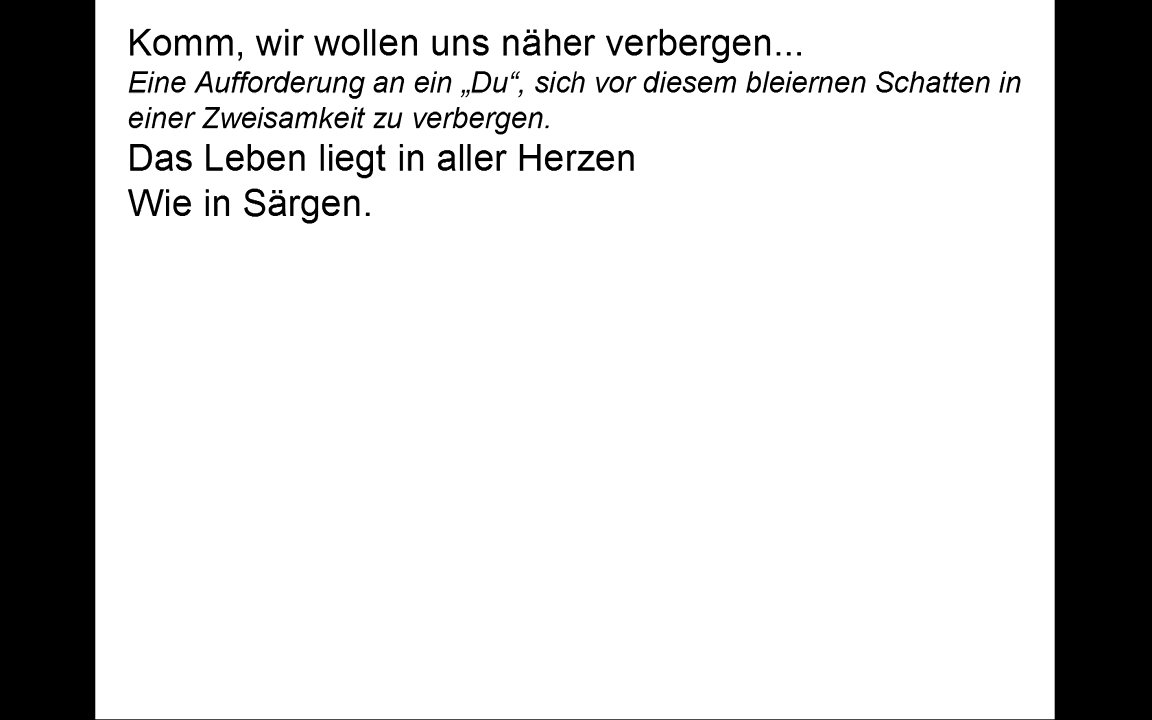 Komm, wir wollen uns näher verbergen...
Eine Aufforderung an ein „Du“, sich vor diesem bleiernen Schatten in
einer Zweisamkeit zu verbergen.
Das Leben liegt in aller Herzen
Wie in Särgen.